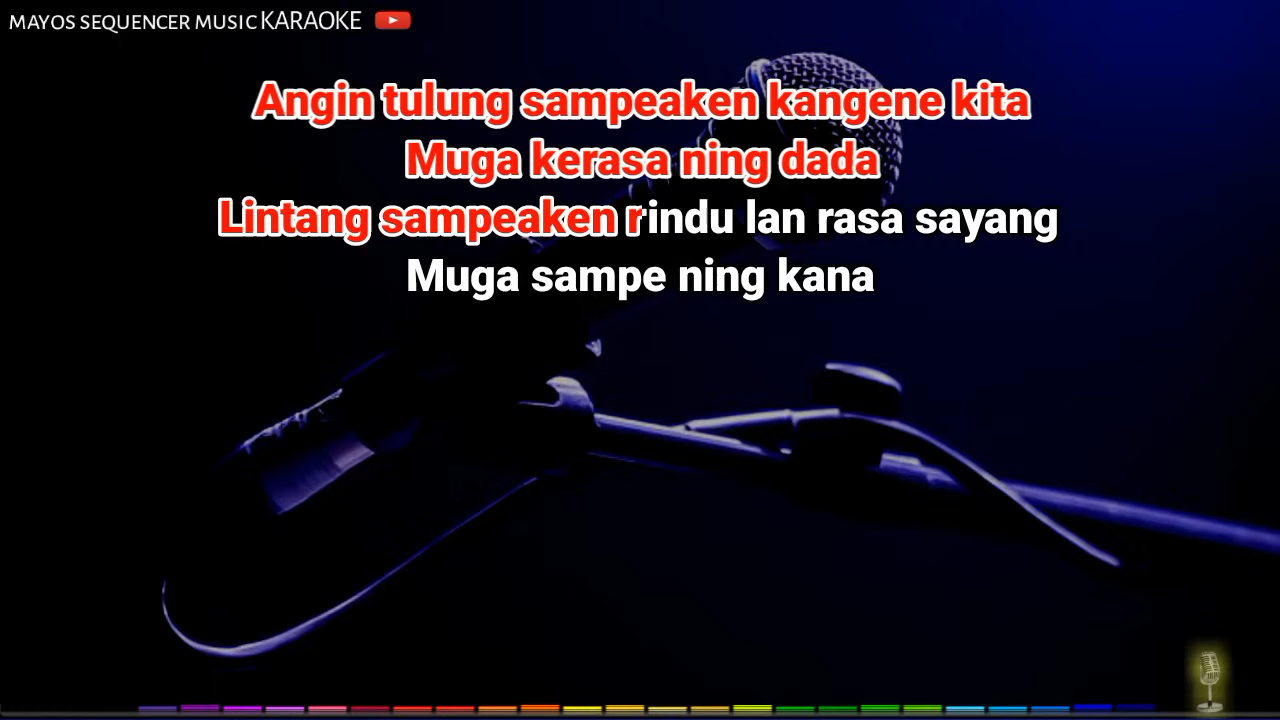 MAYOS SEQUENCER MUSIC KARAOKE
Angin tulung sampeaken kangene kita
Muga kerasa ning dada
Lintang sampeaken rindu lan rasa sayang
Muga sampe ning kana